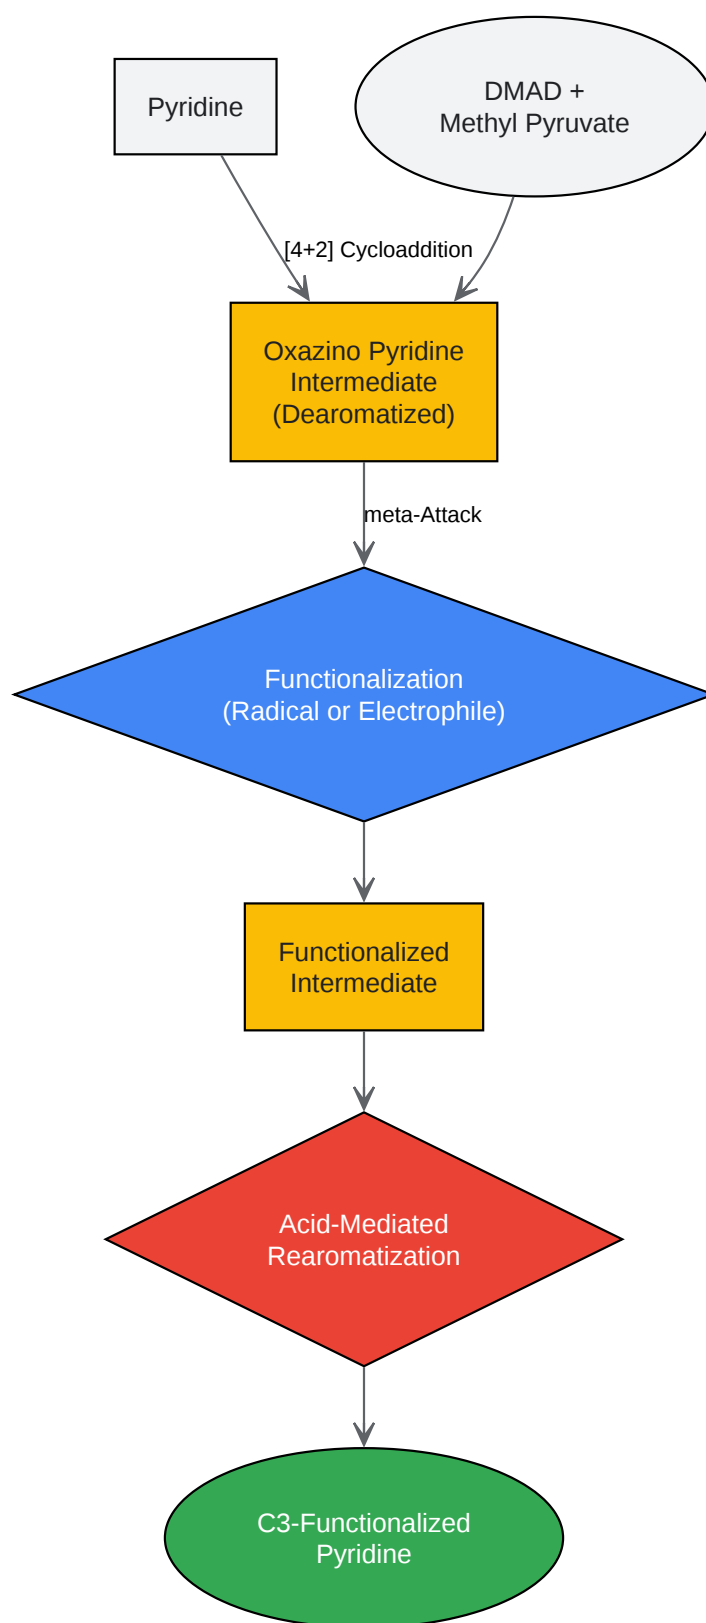 Pyridine
DMAD +
Methyl Pyruvate
[4+2] Cycloaddition
Oxazino Pyridine
Intermediate
(Dearomatized)
meta-Attack
Functionalization
(Radical or Electrophile)
Functionalized
Intermediate
Acid-Mediated
Rearomatization
C3-Functionalized
Pyridine